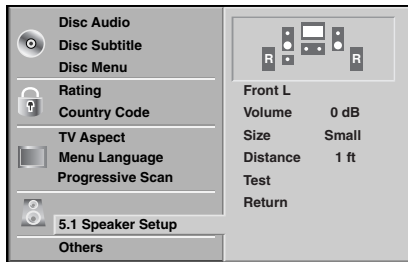 Disc Audio
Disc Subtitle
Disc Menu
Rating
Country Code
TV Aspect
Menu Language
Progressive Scan
5.1 Speaker Setup
Others
R R
Front L
Volume 0 dB
Size Small
Distance 1 ft
Test
Return